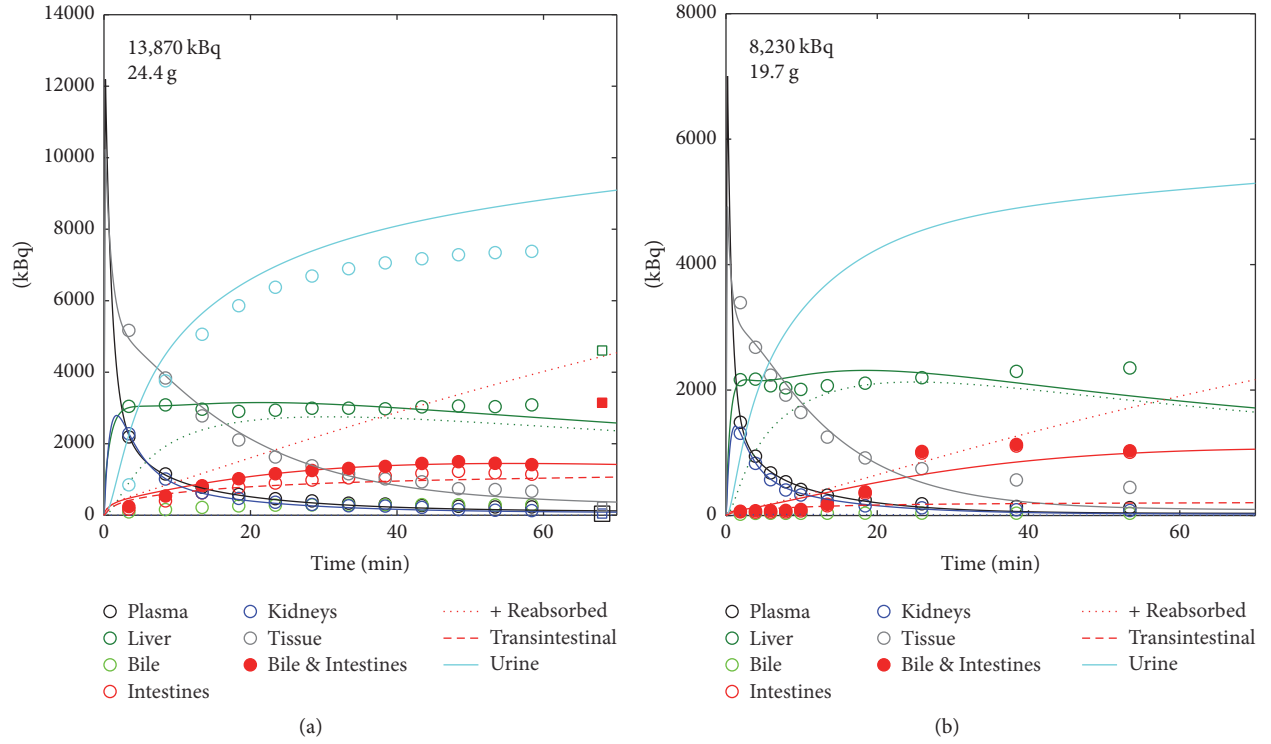 14000
12000
10000
8000
6000
4000
2000
0
(kBq)
13,870 kBq
24.4 g
0
20
40
60
Time (min)
Plasma
Liver
Bile
Intestines
Kidneys
Tissue
Bile & Intestines
+ Reabsorbed
Transintestinal
Urine
(a)
8000
6000
4000
2000
0
(kBq)
8,230 kBq
19.7 g
0
20
40
60
Time (min)
Plasma
Liver
Bile
Intestines
Kidneys
Tissue
Bile & Intestines
+ Reabsorbed
Transintestinal
Urine
(b)